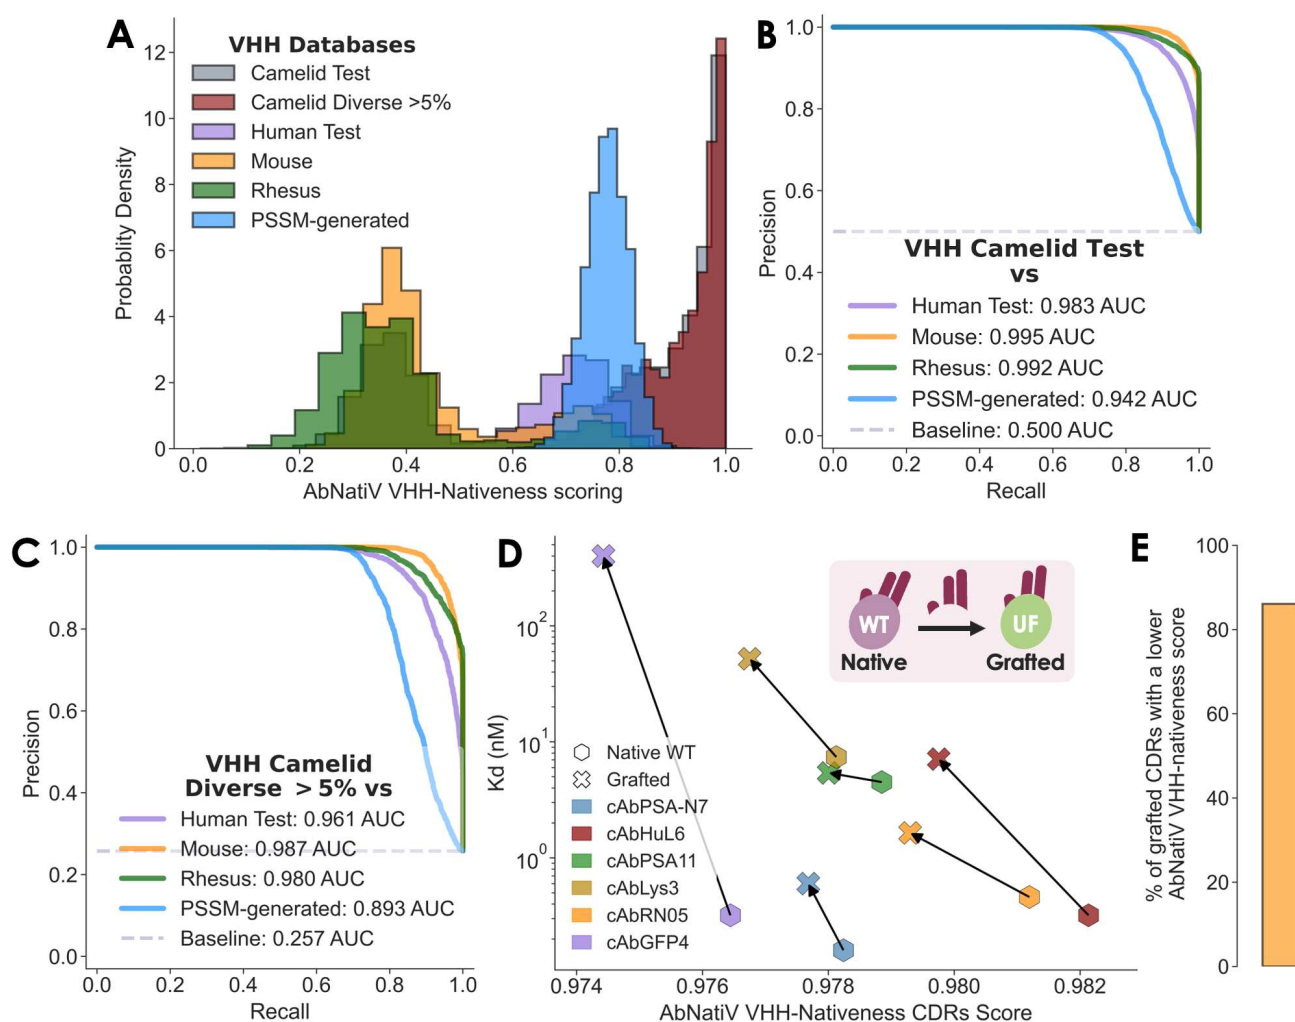 A
VHH Databases
Camelid Test
Camelid Diverse >5%
Human Test
Mouse
Rhesus
PSSM-generated
Probablity Density
12
10
8
6
4
2
0
0.0 0.2 0.4 0.6 0.8 1.0
AbNatiV VHH-Nativeness scoring
B
Precision
1.0
0.8
0.6
0.4
0.2
0.0
VHH Camelid Test
vs
Human Test: 0.983 AUC
Mouse: 0.995 AUC
Rhesus: 0.992 AUC
PSSM-generated: 0.942 AUC
Baseline: 0.500 AUC
0.0 0.2 0.4 0.6 0.8 1.0
Recall
C
Precision
1.0
0.8
0.6
0.4
0.2
0.0
VHH Camelid
Diverse > 5% vs
Human Test: 0.961 AUC
Mouse: 0.987 AUC
Rhesus: 0.980 AUC
PSSM-generated: 0.893 AUC
Baseline: 0.257 AUC
0.0 0.2 0.4 0.6 0.8 1.0
Recall
D
Kd (nM)
10²
10¹
10⁰
WT
UF
Native
Grafted
Native WT
Grafted
cAbPSA-N7
cAbHuL6
cAbPSA11
cAbLys3
cAbRN05
cAbGFP4
0.974 0.976 0.978 0.980 0.982
AbNatiV VHH-Nativeness CDRs Score
E
% of grafted CDRs with a lower
AbNatiV VHH-nativeness score
100
80
60
40
20
0